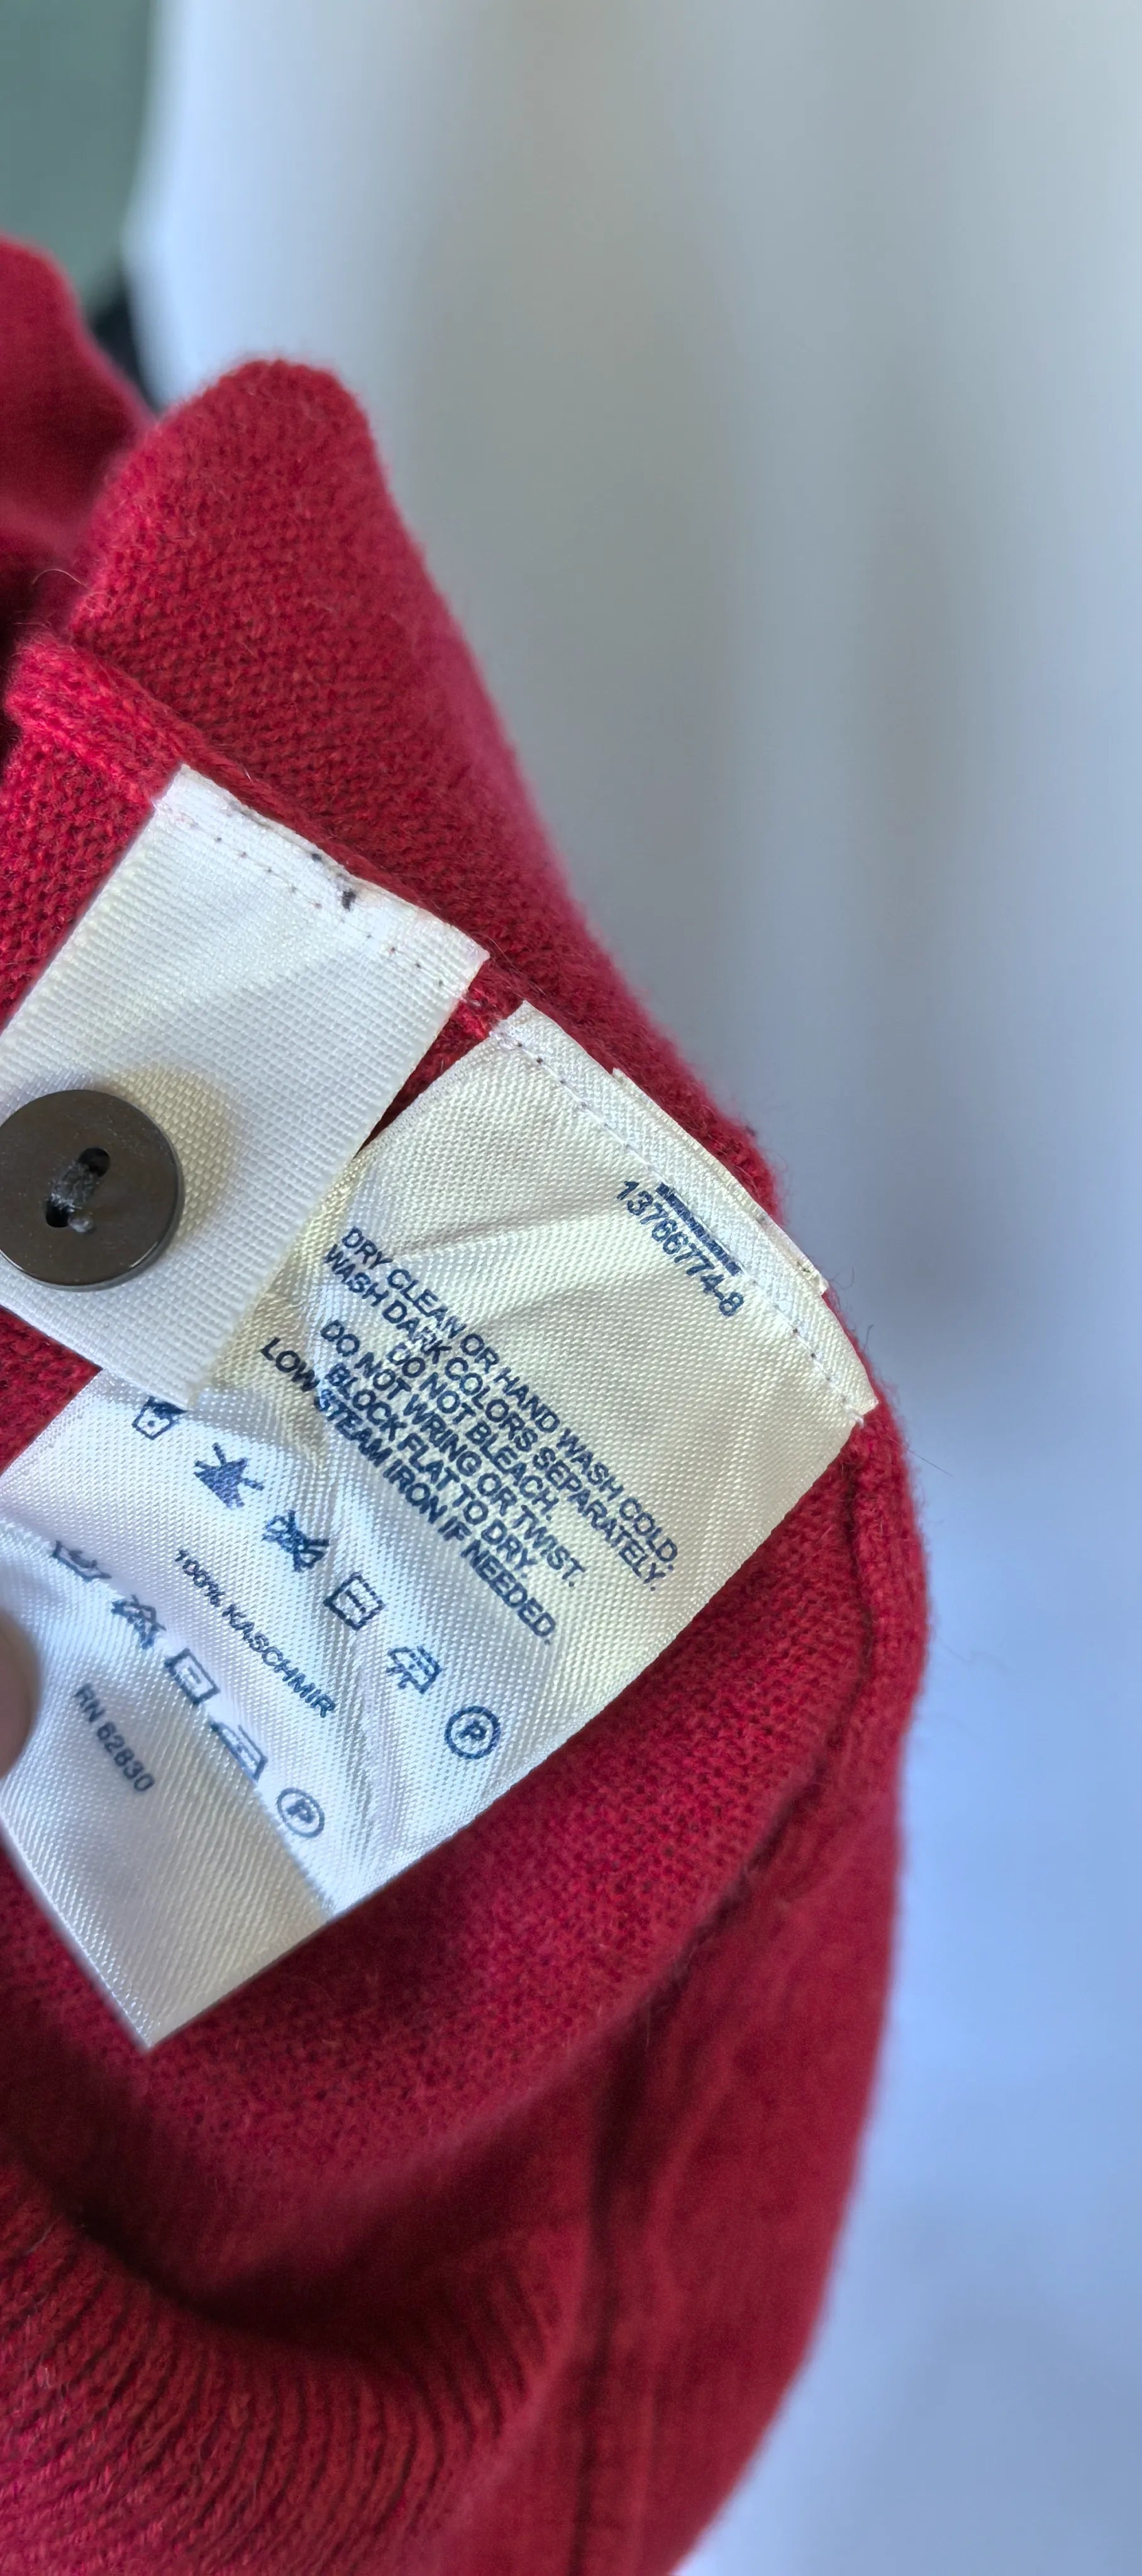 13766774-8
DRY CLEAN OR HAND WASH COLD.
WASH DARK COLORS SEPARATELY.
DO NOT BLEACH.
DO NOT WRING OR TWIST.
BLOCK FLAT TO DRY.
LOW STEAM IRON IF NEEDED.
P
100% KASCHMIR
P
RN 62830